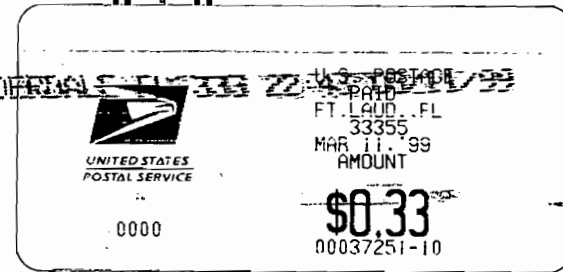 U.S. POSTAGE
PAID
FT.LAUD.,FL
33355
MAR 11.'99
AMOUNT
$0.33
00037251-10
UNITED STATES
POSTAL SERVICE
0000